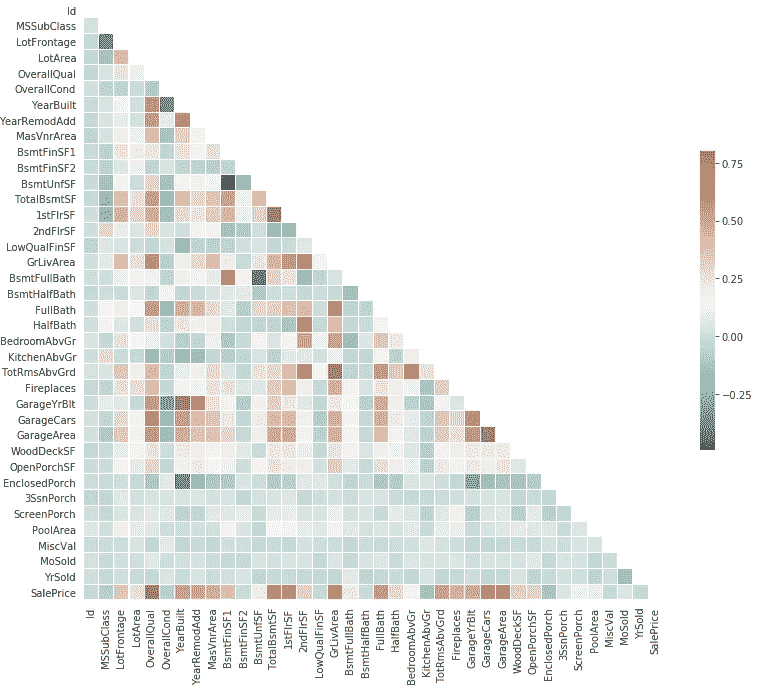 Id
MSSubClass
LotFrontage
LotArea
OverallQual
OverallCond
YearBuilt
YearRemodAdd
MasVnrArea
BsmtFinSF1
BsmtFinSF2
BsmtUnfSF
TotalBsmtSF
1stFlrSF
2ndFlrSF
LowQualFinSF
GrLivArea
BsmtFullBath
BsmtHalfBath
FullBath
HalfBath
BedroomAbvGr
KitchenAbvGr
TotRmsAbvGrd
Fireplaces
GarageYrBlt
GarageCars
GarageArea
WoodDeckSF
OpenPorchSF
EnclosedPorch
3SsnPorch
ScreenPorch
PoolArea
MiscVal
MoSold
YrSold
SalePrice
Id
MSSubClass
LotFrontage
LotArea
OverallQual
OverallCond
YearBuilt
YearRemodAdd
MasVnrArea
BsmtFinSF1
BsmtFinSF2
BsmtUnfSF
TotalBsmtSF
1stFlrSF
2ndFlrSF
LowQualFinSF
GrLivArea
BsmtFullBath
BsmtHalfBath
FullBath
HalfBath
BedroomAbvGr
KitchenAbvGr
TotRmsAbvGrd
Fireplaces
GarageYrBlt
GarageCars
GarageArea
WoodDeckSF
OpenPorchSF
EnclosedPorch
3SsnPorch
ScreenPorch
PoolArea
MiscVal
MoSold
YrSold
SalePrice
0.75
0.50
0.25
0.00
−0.25